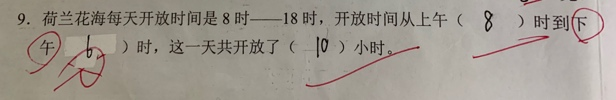 9. 荷兰花海每天开放时间是 8 时——18 时，开放时间从上午（ 8 ）时到下
午（ 6 ）时，这一天共开放了（ 10 ）小时。